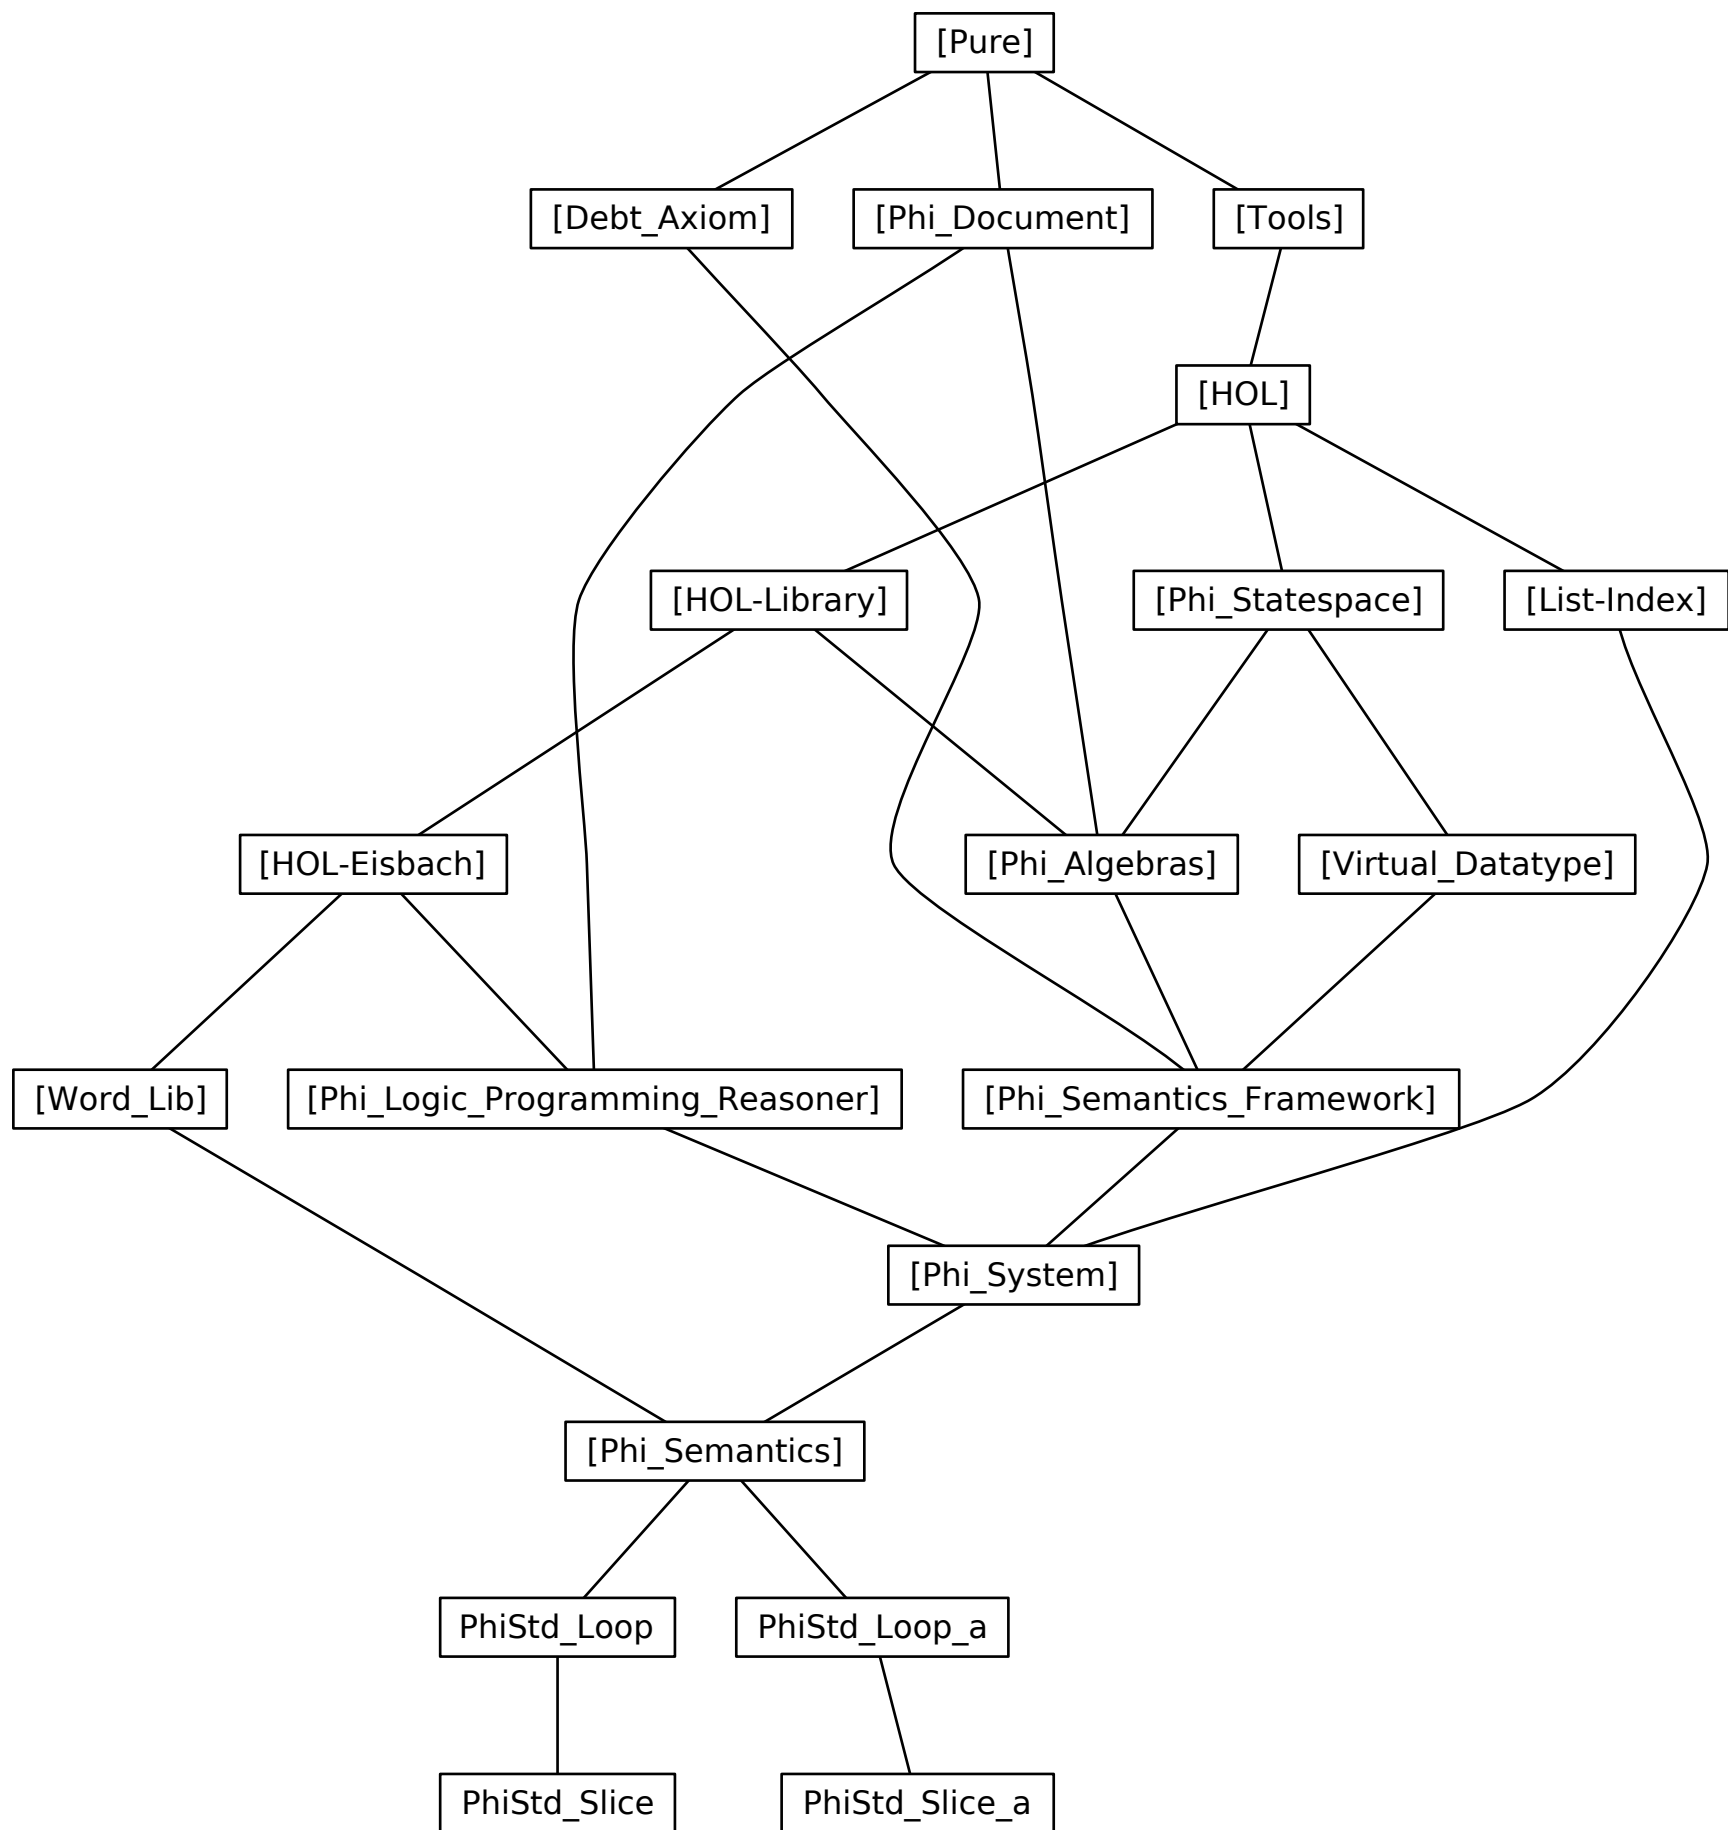 [Pure]
[Debt_Axiom]
[Phi_Document]
[Tools]
[HOL]
[HOL-Library]
[Phi_Statespace]
[List-Index]
[HOL-Eisbach]
[Phi_Algebras]
[Virtual_Datatype]
[Word_Lib]
[Phi_Logic_Programming_Reasoner]
[Phi_Semantics_Framework]
[Phi_System]
[Phi_Semantics]
PhiStd_Loop
PhiStd_Loop_a
PhiStd_Slice
PhiStd_Slice_a